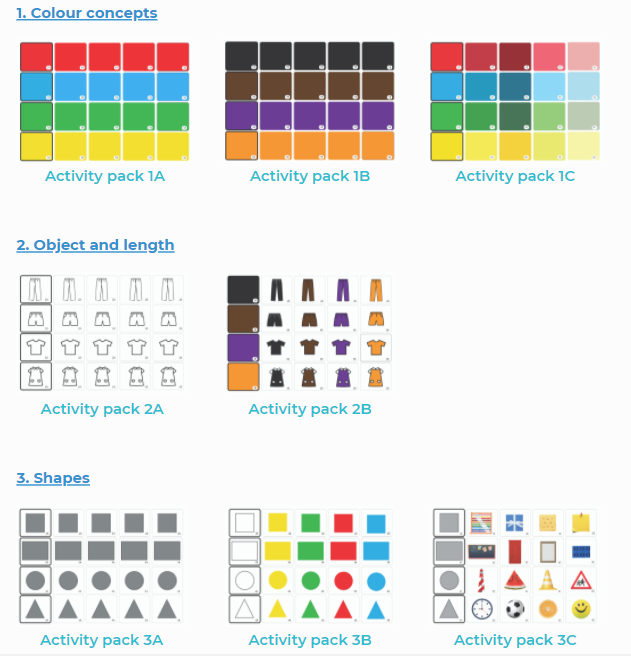 1. Colour concepts
Activity pack 1A
Activity pack 1B
Activity pack 1C
2. Object and length
Activity pack 2A
Activity pack 2B
3. Shapes
Activity pack 3A
Activity pack 3B
Activity pack 3C